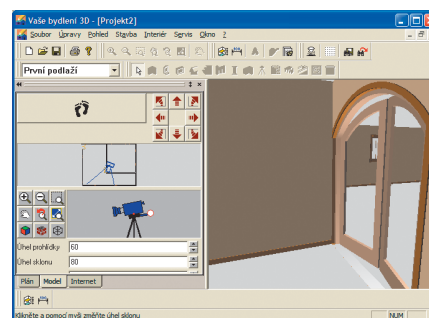 Vaše bydlení 3D - [Projekt2]
Soubor Úpravy Pohled Stavba Interiér Servis Okno ?
První podlaží
Úhel prohlídky 60
Úhel sklonu 80
Plán Model Internet
Klikněte a pomocí myši změňte úhel sklonu NUM